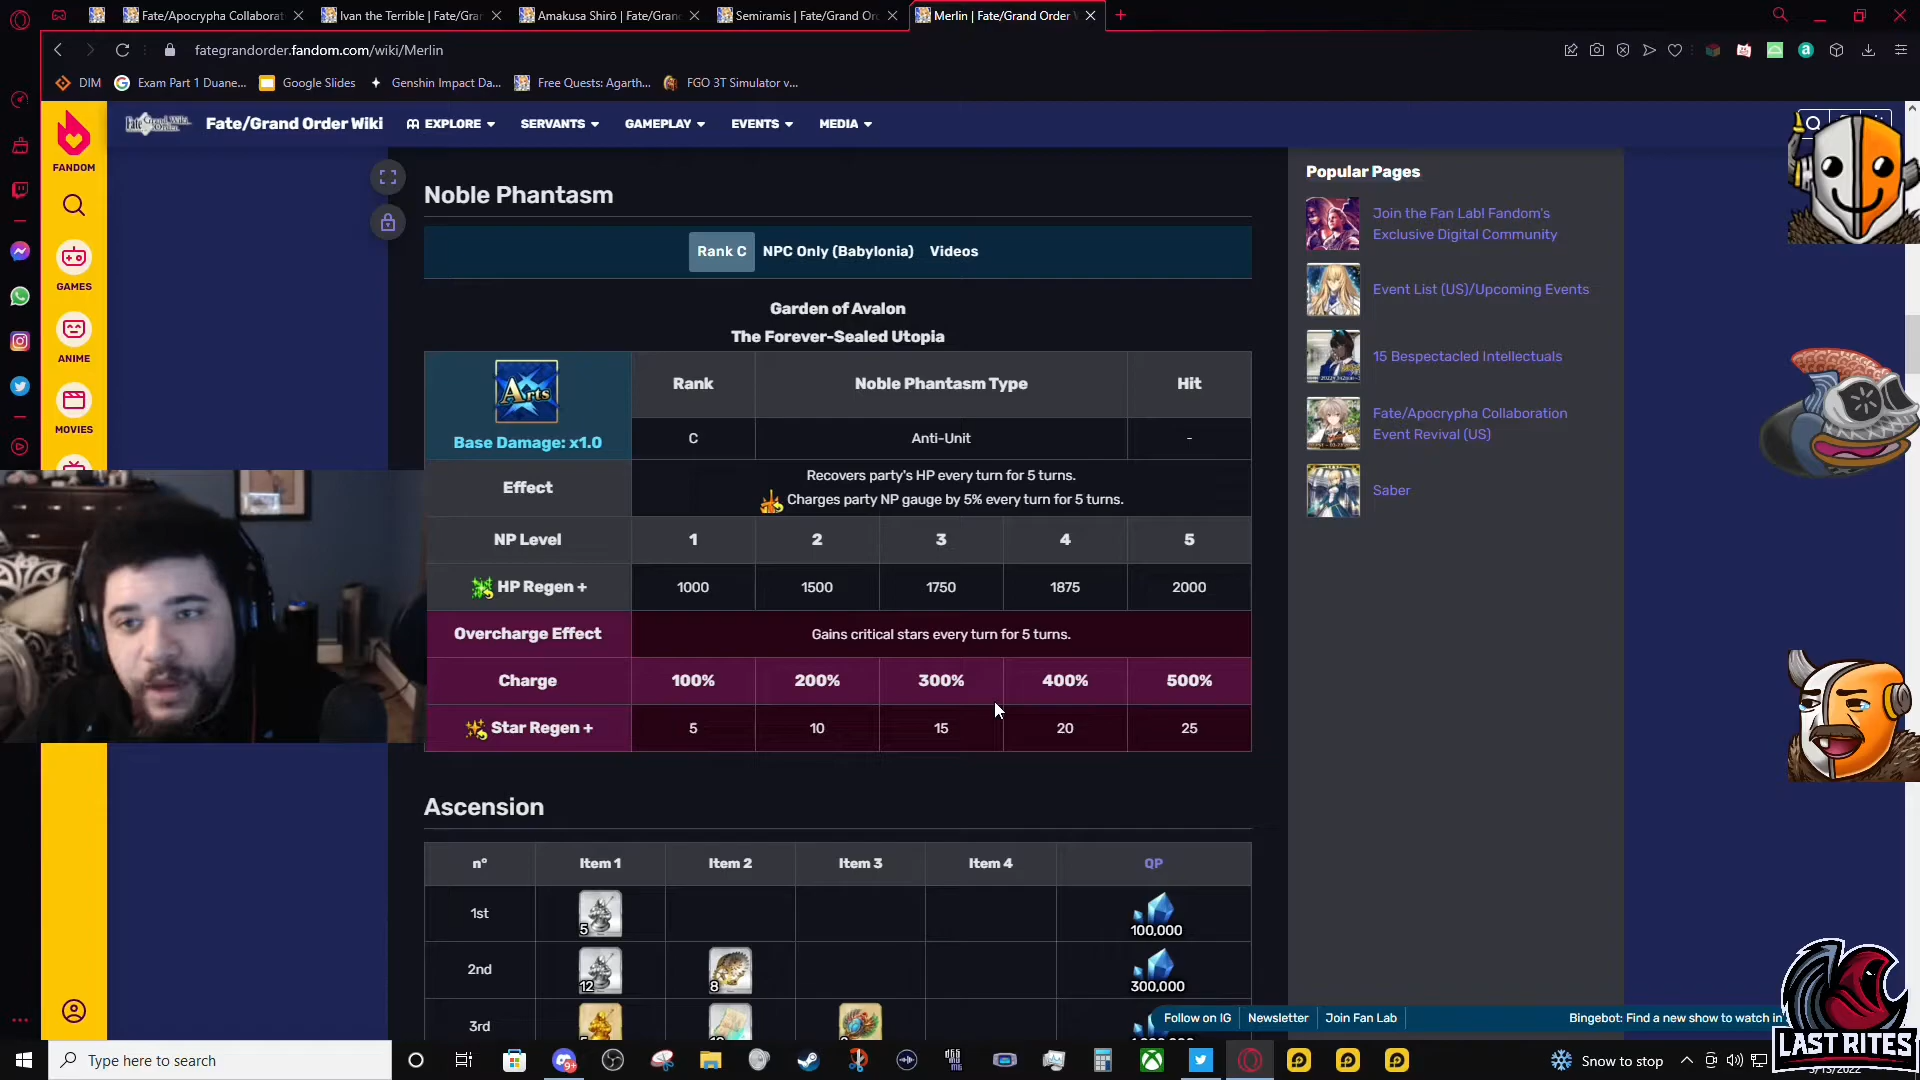 Fate/Apocrypha Collaborat
Ivan the Terrible | Fate/Gra
Amakusa Shirō | Fate/Gran
Semiramis | Fate/Grand Or
Merlin | Fate/Grand Order W
fategrandorder.fandom.com/wiki/Merlin
DIM
Exam Part 1 Duane...
Google Slides
Genshin Impact Da...
Free Quests: Agarth...
FGO 3T Simulator v...
FANDOM
Fate/Grand Order Wiki
EXPLORE
SERVANTS
GAMEPLAY
EVENTS
MEDIA
GAMES
ANIME
MOVIES
Noble Phantasm
Rank C NPC Only (Babylonia) Videos
Garden of Avalon
The Forever-Sealed Utopia
Arts
Base Damage: x1.0
Rank Noble Phantasm Type Hit
C Anti-Unit -
Effect
Recovers party's HP every turn for 5 turns.
Charges party NP gauge by 5% every turn for 5 turns.
NP Level 1 2 3 4 5
HP Regen + 1000 1500 1750 1875 2000
Overcharge Effect Gains critical stars every turn for 5 turns.
Charge 100% 200% 300% 400% 500%
Star Regen + 5 10 15 20 25
Ascension
n° Item 1 Item 2 Item 3 Item 4 QP
1st 5 100,000
2nd 12 8 300,000
3rd
Popular Pages
Join the Fan Labl Fandom's
Exclusive Digital Community
Event List (US)/Upcoming Events
15 Bespectacled Intellectuals
Fate/Apocrypha Collaboration
Event Revival (US)
Saber
Follow on IG
Newsletter
Join Fan Lab
Bingebot: Find a new show to watch in
LAST RITES
Type here to search
9+
Snow to stop